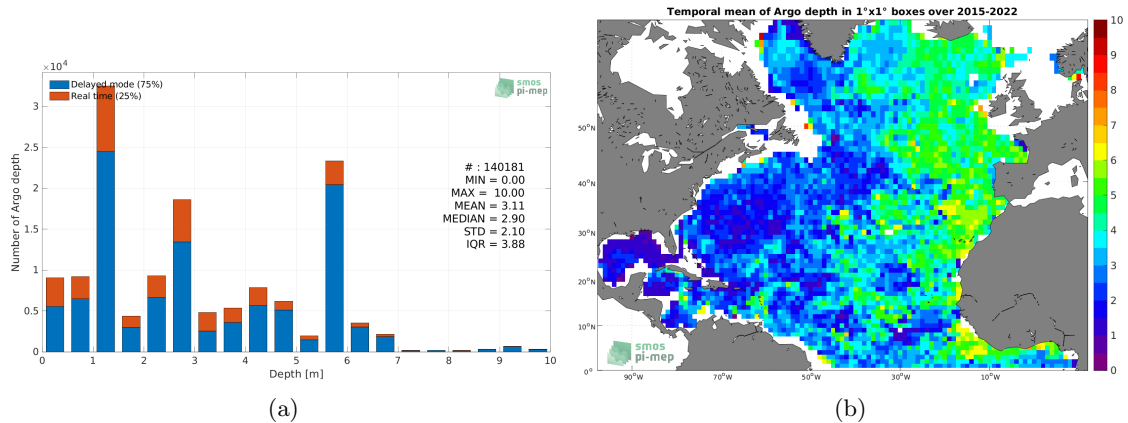 ×10⁴
Delayed mode (75%)
Real time (25%)
smos
pi-mep
# : 140181
MIN = 0.00
MAX = 10.00
MEAN = 3.11
MEDIAN = 2.90
STD = 2.10
IQR = 3.88
Number of Argo depth
3
2.5
2
1.5
1
0.5
0
0 1 2 3 4 5 6 7 8 9 10
Depth [m]
(a)
Temporal mean of Argo depth in 1°x1° boxes over 2015-2022
50°N
40°N
30°N
20°N
10°N
0°
90°W 70°W 50°W 30°W 10°W
smos
pi-mep
10
9
8
7
6
5
4
3
2
1
0
(b)